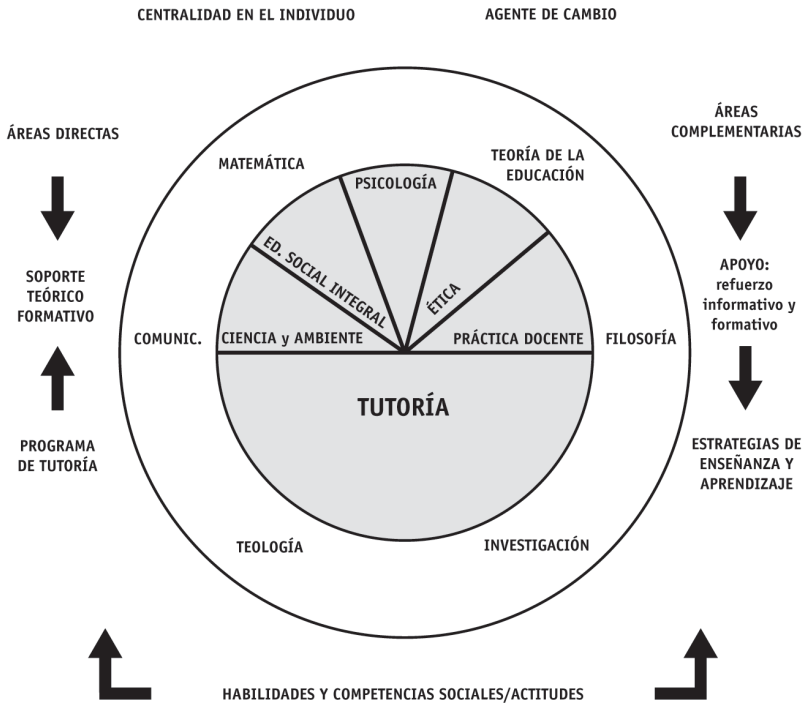 CENTRALIDAD EN EL INDIVIDUO
AGENTE DE CAMBIO
ÁREAS DIRECTAS
SOPORTE
TEÓRICO
FORMATIVO
PROGRAMA
DE TUTORÍA
MATEMÁTICA
PSICOLOGÍA
TEORÍA DE LA
EDUCACIÓN
ED. SOCIAL INTEGRAL
ÉTICA
COMUNIC.
CIENCIA y AMBIENTE
PRÁCTICA DOCENTE
FILOSOFÍA
TUTORÍA
TEOLOGÍA
INVESTIGACIÓN
ÁREAS
COMPLEMENTARIAS
APOYO:
refuerzo
informativo y
formativo
ESTRATEGIAS DE
ENSEÑANZA Y
APRENDIZAJE
HABILIDADES Y COMPETENCIAS SOCIALES/ACTITUDES